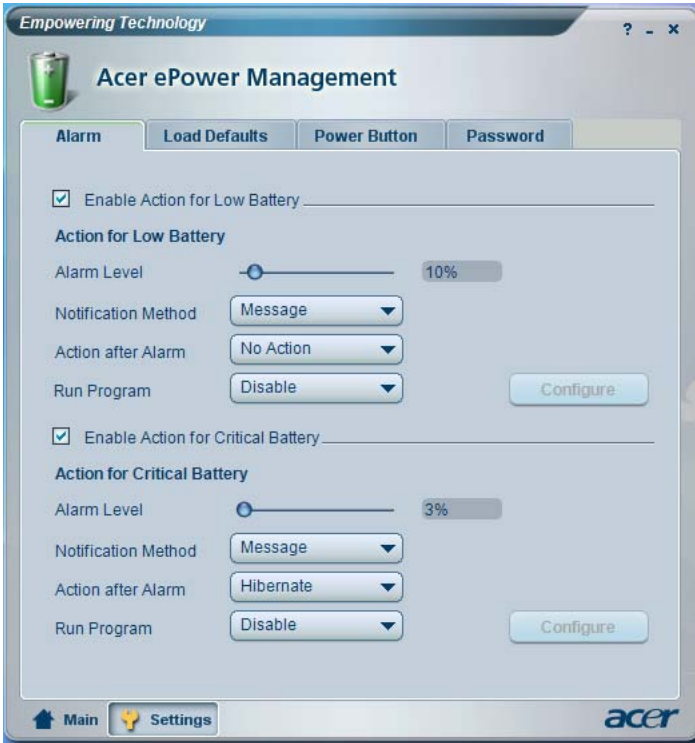 Empowering Technology
? - x
Acer ePower Management
Alarm Load Defaults Power Button Password
Enable Action for Low Battery
Action for Low Battery
Alarm Level 10%
Notification Method Message
Action after Alarm No Action
Run Program Disable Configure
Enable Action for Critical Battery
Action for Critical Battery
Alarm Level 3%
Notification Method Message
Action after Alarm Hibernate
Run Program Disable Configure
Main Settings acer